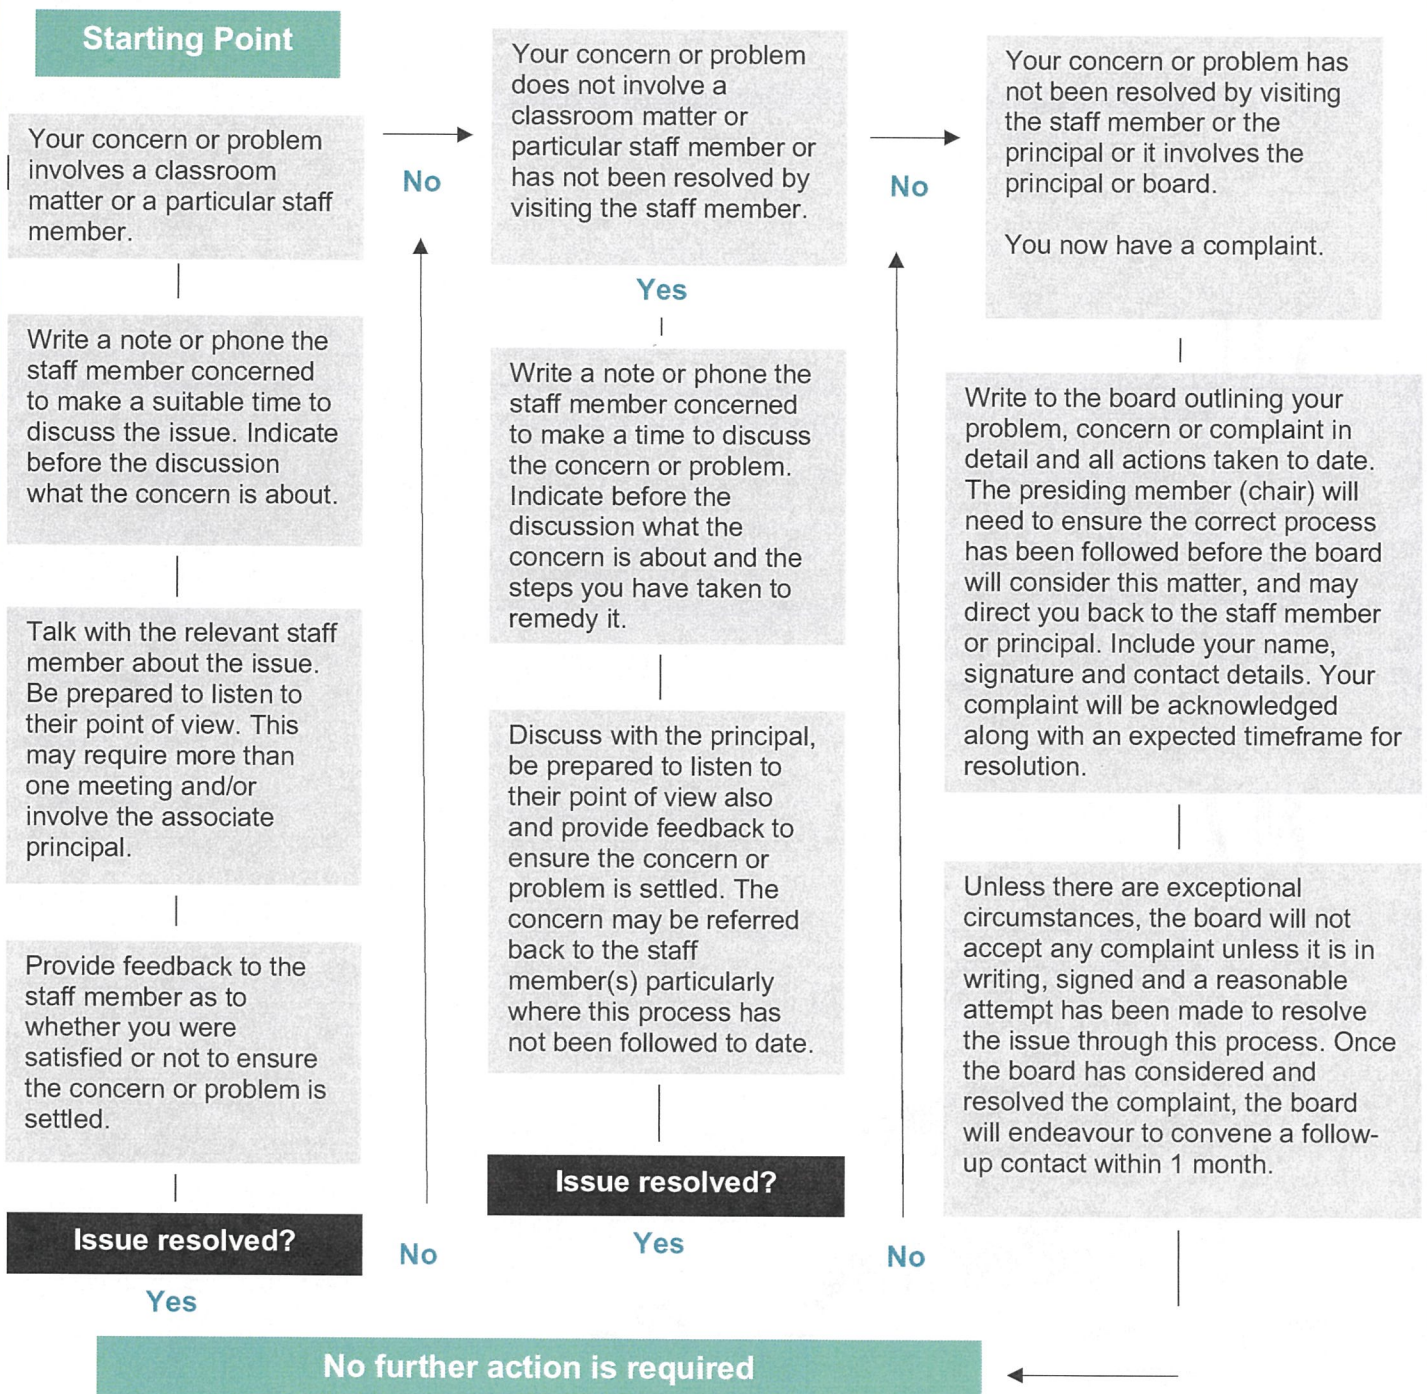 Starting Point
Your concern or problem
involves a classroom
matter or a particular staff
member.
Write a note or phone the
staff member concerned
to make a suitable time to
discuss the issue. Indicate
before the discussion
what the concern is about.
Talk with the relevant staff
member about the issue.
Be prepared to listen to
their point of view. This
may require more than
one meeting and/or
involve the associate
principal.
Provide feedback to the
staff member as to
whether you were
satisfied or not to ensure
the concern or problem is
settled.
Issue resolved?
Yes
No
No
Your concern or problem
does not involve a
classroom matter or
particular staff member or
has not been resolved by
visiting the staff member.
Yes
Write a note or phone the
staff member concerned
to make a time to discuss
the concern or problem.
Indicate before the
discussion what the
concern is about and the
steps you have taken to
remedy it.
Discuss with the principal,
be prepared to listen to
their point of view also
and provide feedback to
ensure the concern or
problem is settled. The
concern may be referred
back to the staff
member(s) particularly
where this process has
not been followed to date.
Issue resolved?
Yes
No
No
Your concern or problem has
not been resolved by visiting
the staff member or the
principal or it involves the
principal or board.
You now have a complaint.
Write to the board outlining your
problem, concern or complaint in
detail and all actions taken to date.
The presiding member (chair) will
need to ensure the correct process
has been followed before the board
will consider this matter, and may
direct you back to the staff member
or principal. Include your name,
signature and contact details. Your
complaint will be acknowledged
along with an expected timeframe for
resolution.
Unless there are exceptional
circumstances, the board will not
accept any complaint unless it is in
writing, signed and a reasonable
attempt has been made to resolve
the issue through this process. Once
the board has considered and
resolved the complaint, the board
will endeavour to convene a follow-
up contact within 1 month.
No further action is required